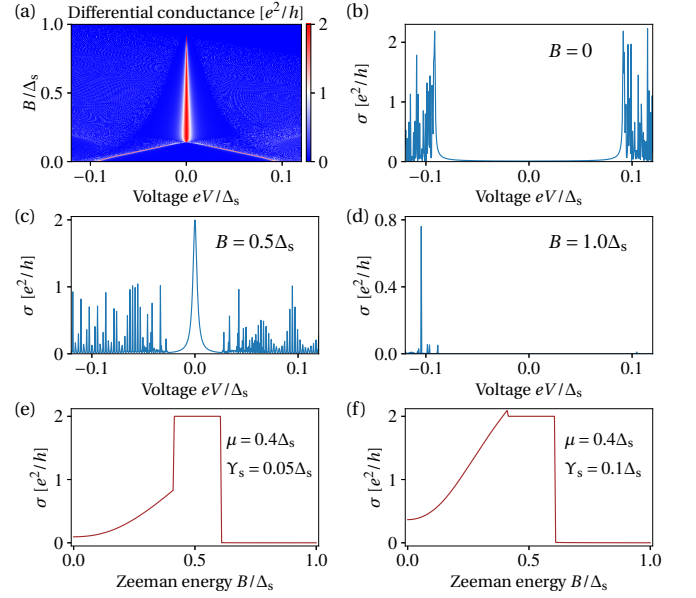 (a) Differential conductance [e²/h]
1.0
0.5
0.0
B/Δₛ
−0.1 0.0 0.1
Voltage eV/Δₛ
2
1
0
(b)
2
1
0
σ [e²/h]
B = 0
−0.1 0.0 0.1
Voltage eV/Δₛ
(c)
2
1
0
σ [e²/h]
B = 0.5Δₛ
−0.1 0.0 0.1
Voltage eV/Δₛ
(d)
0.8
0.4
0.0
σ [e²/h]
B = 1.0Δₛ
−0.1 0.0 0.1
Voltage eV/Δₛ
(e)
2
1
0
σ [e²/h]
μ = 0.4Δₛ
ϒₛ = 0.05Δₛ
0.0 0.5 1.0
Zeeman energy B/Δₛ
(f)
2
1
0
σ [e²/h]
μ = 0.4Δₛ
ϒₛ = 0.1Δₛ
0.0 0.5 1.0
Zeeman energy B/Δₛ